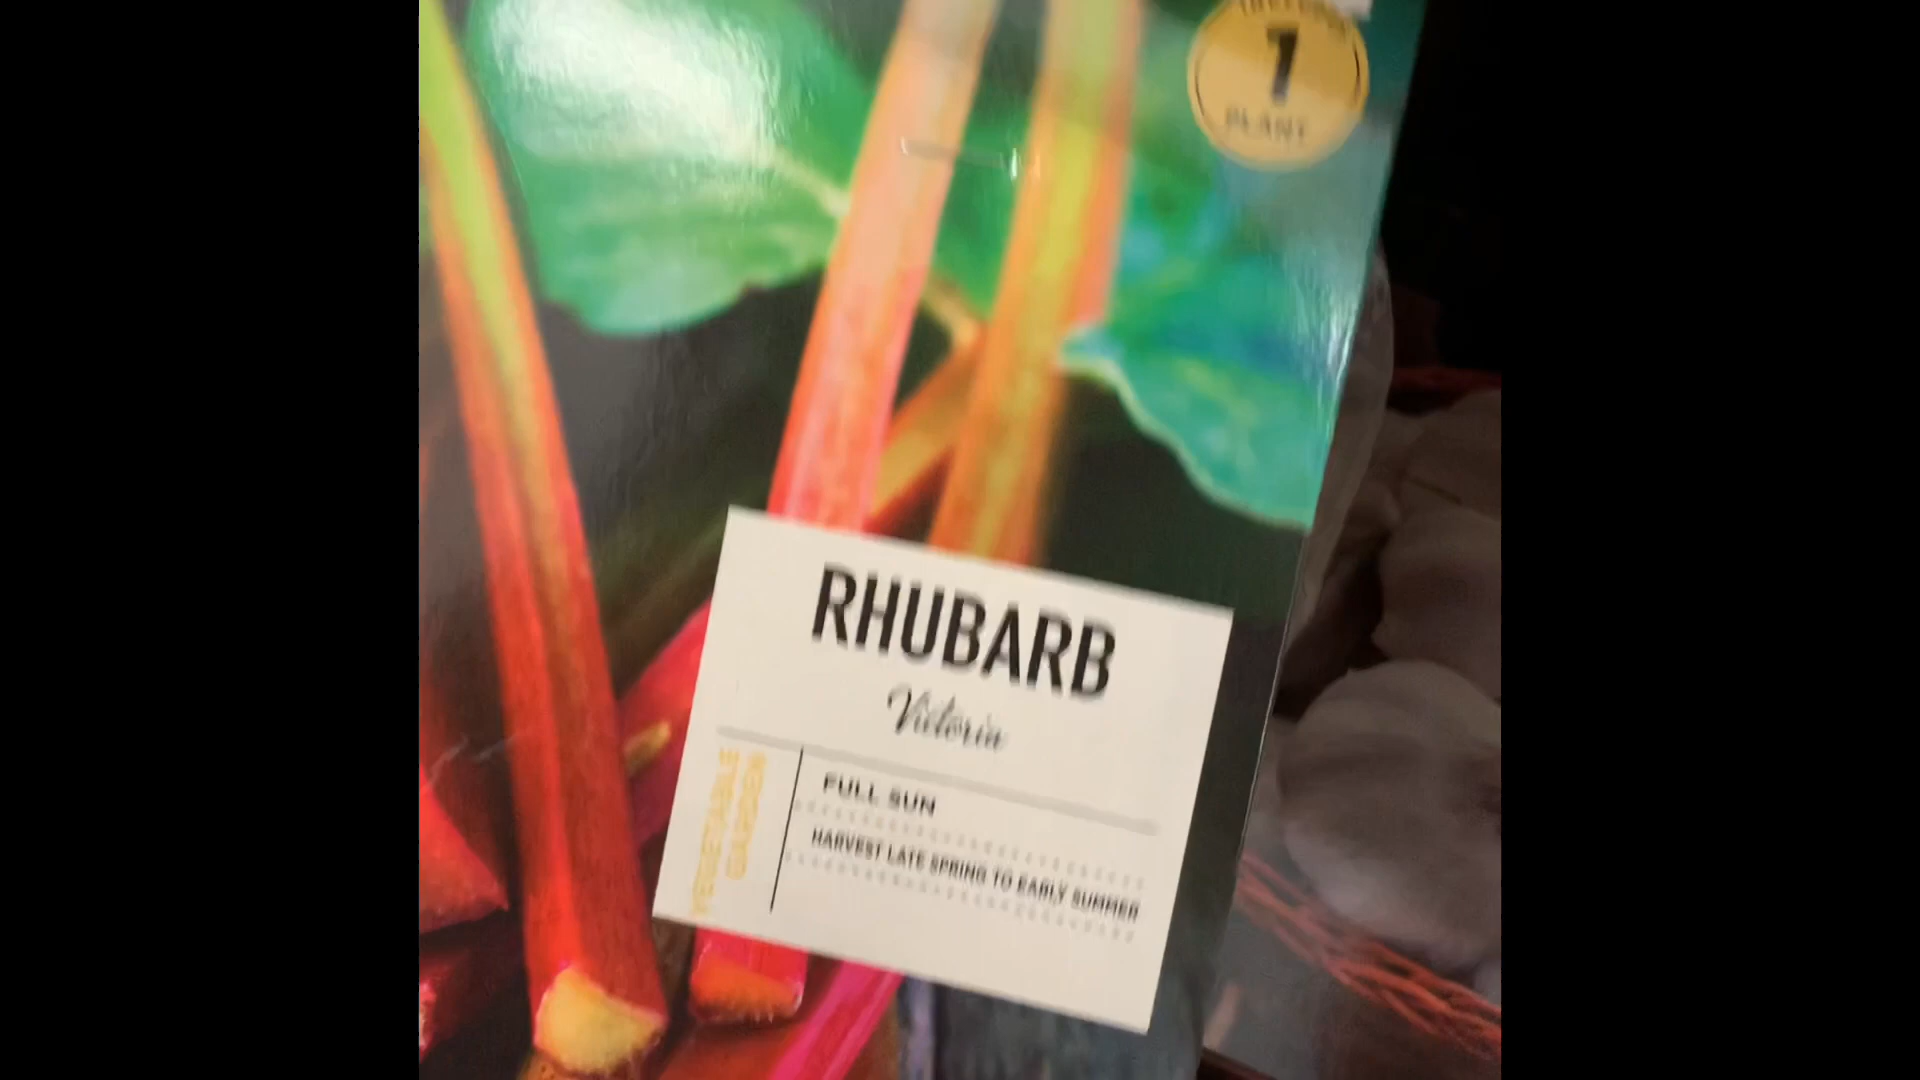 1
PLANT
RHUBARB
Victoria
VEGETABLE
GARDEN
FULL SUN
HARVEST LATE SPRING TO EARLY SUMMER